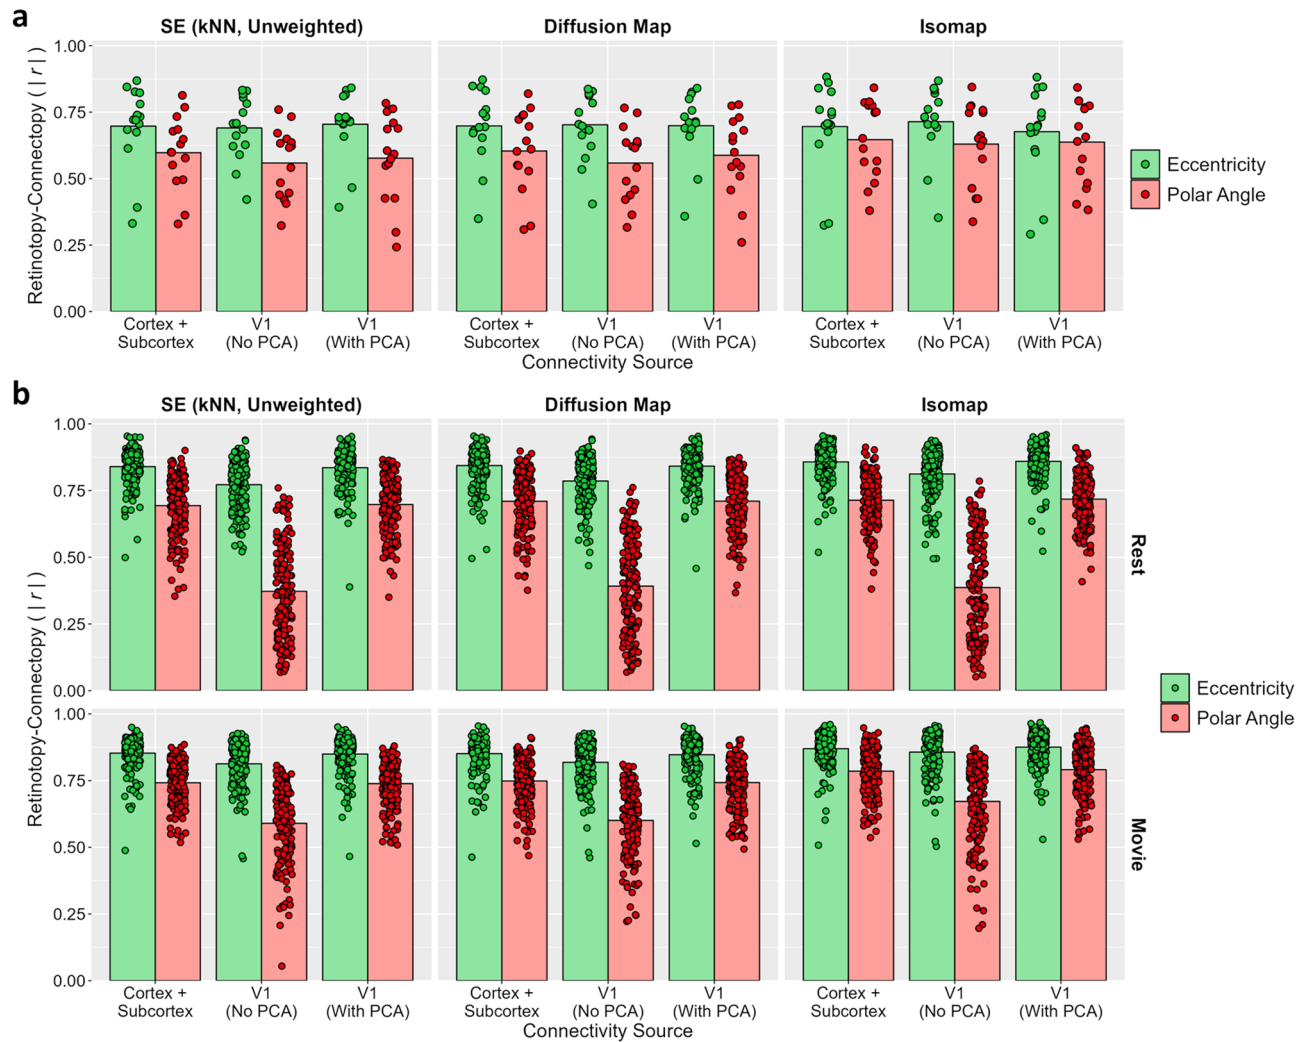 a
SE (kNN, Unweighted)
Diffusion Map
Isomap
Retinotopy-Connectopy ( | r | )
1.00
0.75
0.50
0.25
0.00
Cortex +
Subcortex
V1
(No PCA)
V1
(With PCA)
Cortex +
Subcortex
V1
(No PCA)
V1
(With PCA)
Cortex +
Subcortex
V1
(No PCA)
V1
(With PCA)
Connectivity Source
Eccentricity
Polar Angle
b
SE (kNN, Unweighted)
Diffusion Map
Isomap
Retinotopy-Connectopy ( | r | )
1.00
0.75
0.50
0.25
0.00
Rest
1.00
0.75
0.50
0.25
0.00
Movie
Cortex +
Subcortex
V1
(No PCA)
V1
(With PCA)
Cortex +
Subcortex
V1
(No PCA)
V1
(With PCA)
Cortex +
Subcortex
V1
(No PCA)
V1
(With PCA)
Connectivity Source
Eccentricity
Polar Angle